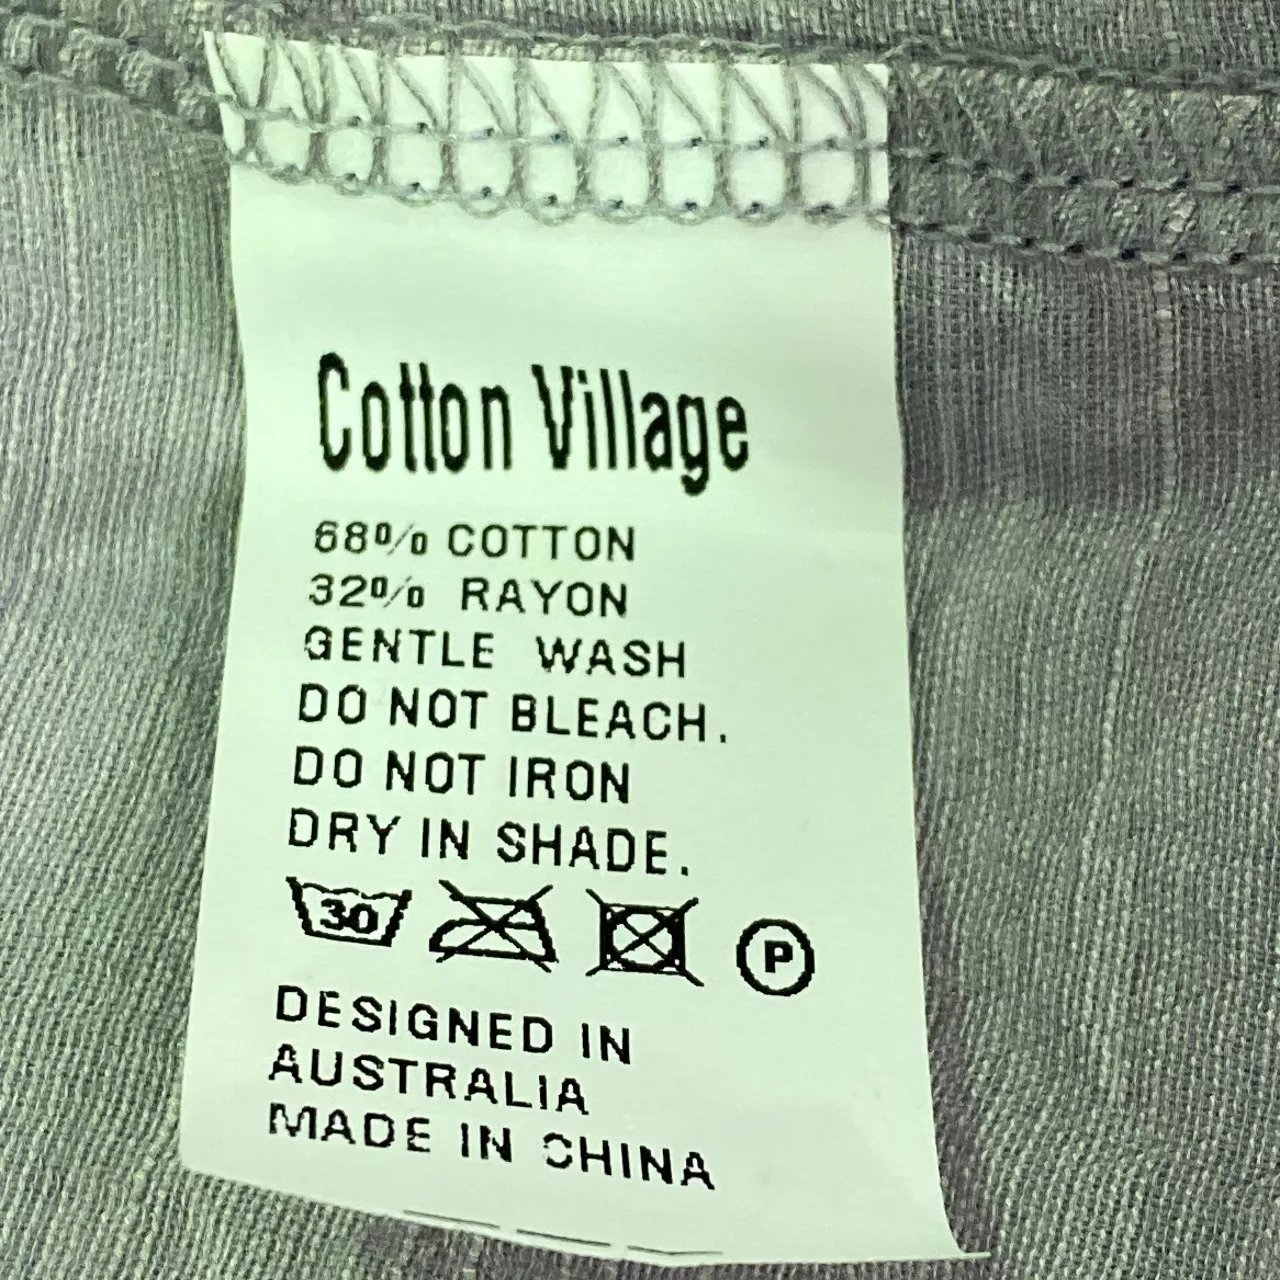 Cotton Village
68% COTTON
32% RAYON
GENTLE WASH
DO NOT BLEACH.
DO NOT IRON
DRY IN SHADE.
30 P
DESIGNED IN
AUSTRALIA
MADE IN CHINA